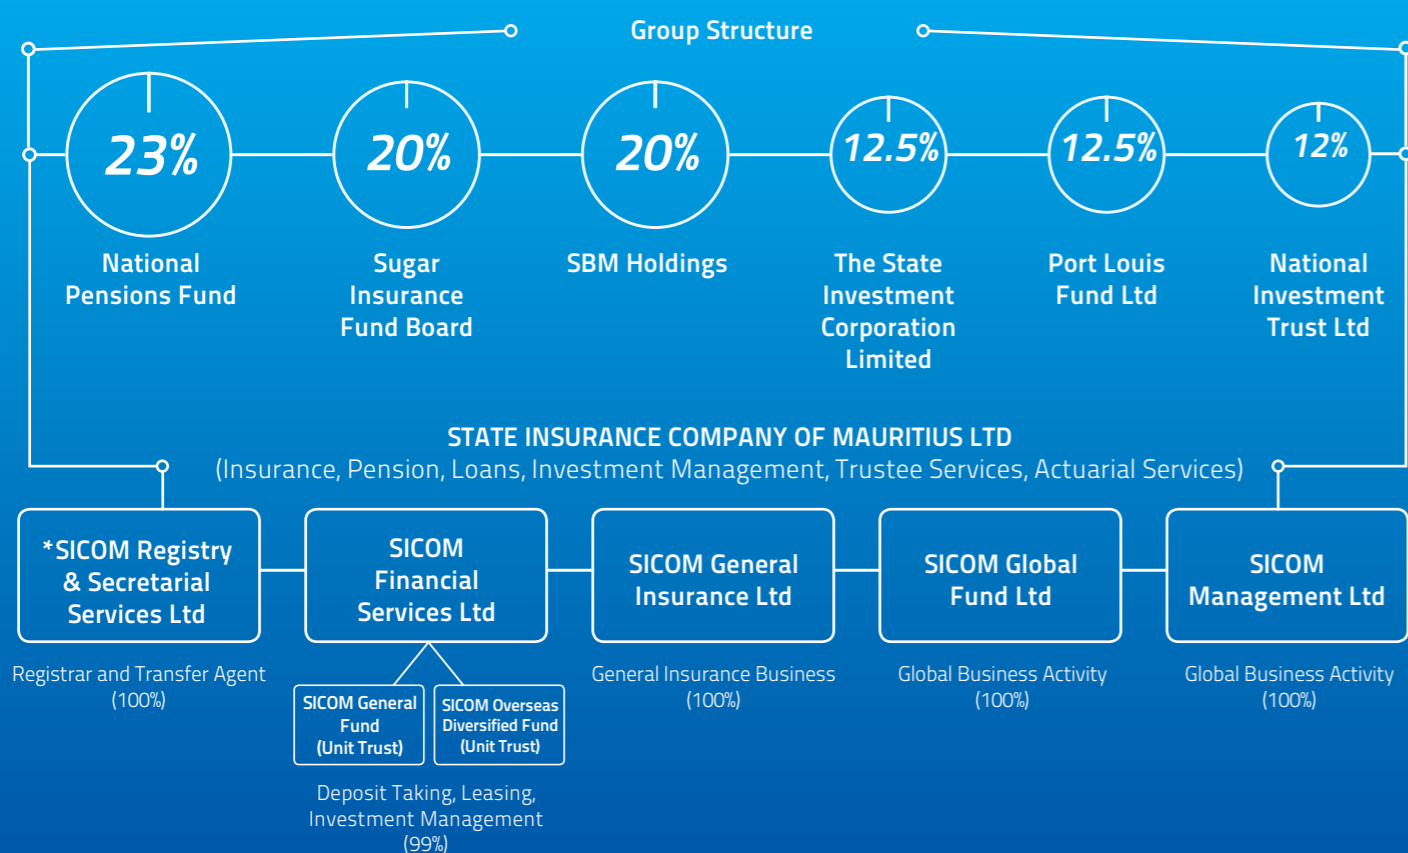 Group Structure
23%
20%
20%
12.5%
12.5%
12%
National
Pensions Fund
Sugar
Insurance
Fund Board
SBM Holdings
The State
Investment
Corporation
Limited
Port Louis
Fund Ltd
National
Investment
Trust Ltd
STATE INSURANCE COMPANY OF MAURITIUS LTD
(Insurance, Pension, Loans, Investment Management, Trustee Services, Actuarial Services)
*SICOM Registry
& Secretarial
Services Ltd
Registrar and Transfer Agent
(100%)
SICOM
Financial
Services Ltd
SICOM General
Fund
(Unit Trust)
SICOM Overseas
Diversified Fund
(Unit Trust)
Deposit Taking, Leasing,
Investment Management
(99%)
SICOM General
Insurance Ltd
General Insurance Business
(100%)
SICOM Global
Fund Ltd
Global Business Activity
(100%)
SICOM
Management Ltd
Global Business Activity
(100%)